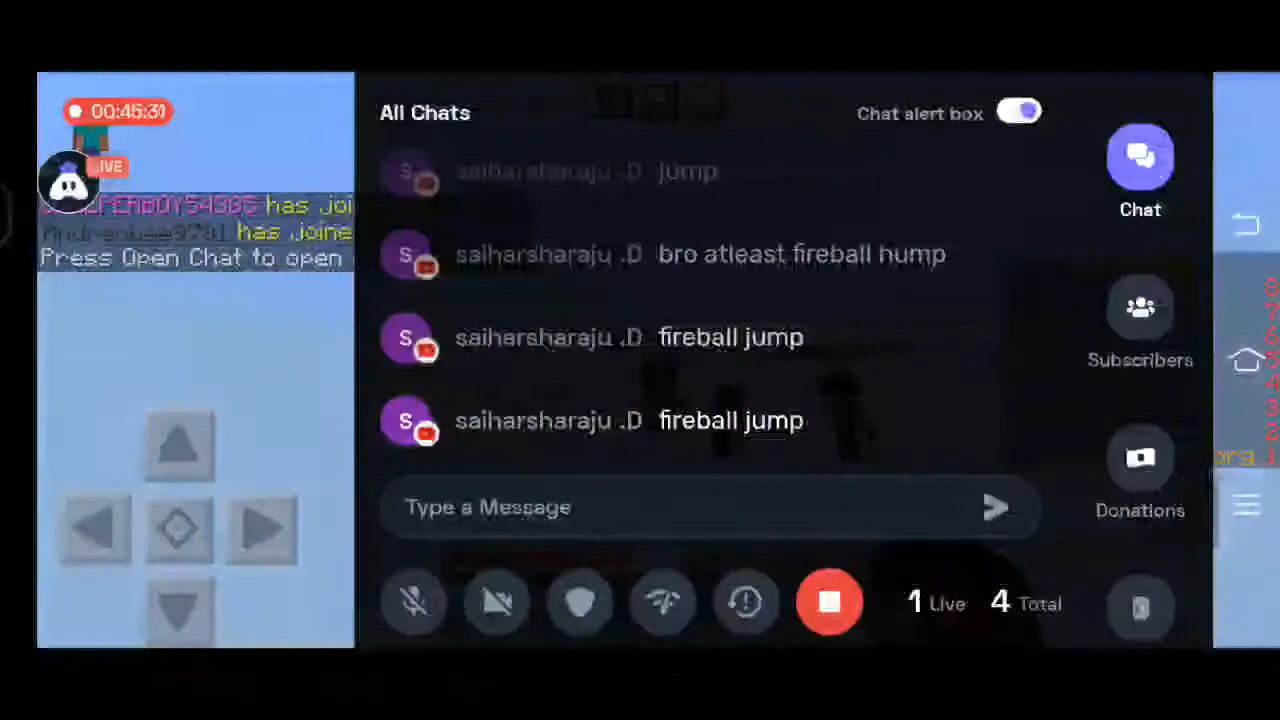 00:45:31
LIVE
has joi
has joine
Press Open Chat to open
All Chats
Chat alert box
S saiharsharaju .D jump
S saiharsharaju .D bro atleast fireball hump
S saiharsharaju .D fireball jump
S saiharsharaju .D fireball jump
Type a Message
1 Live 4 Total
Chat
Subscribers
Donations
org